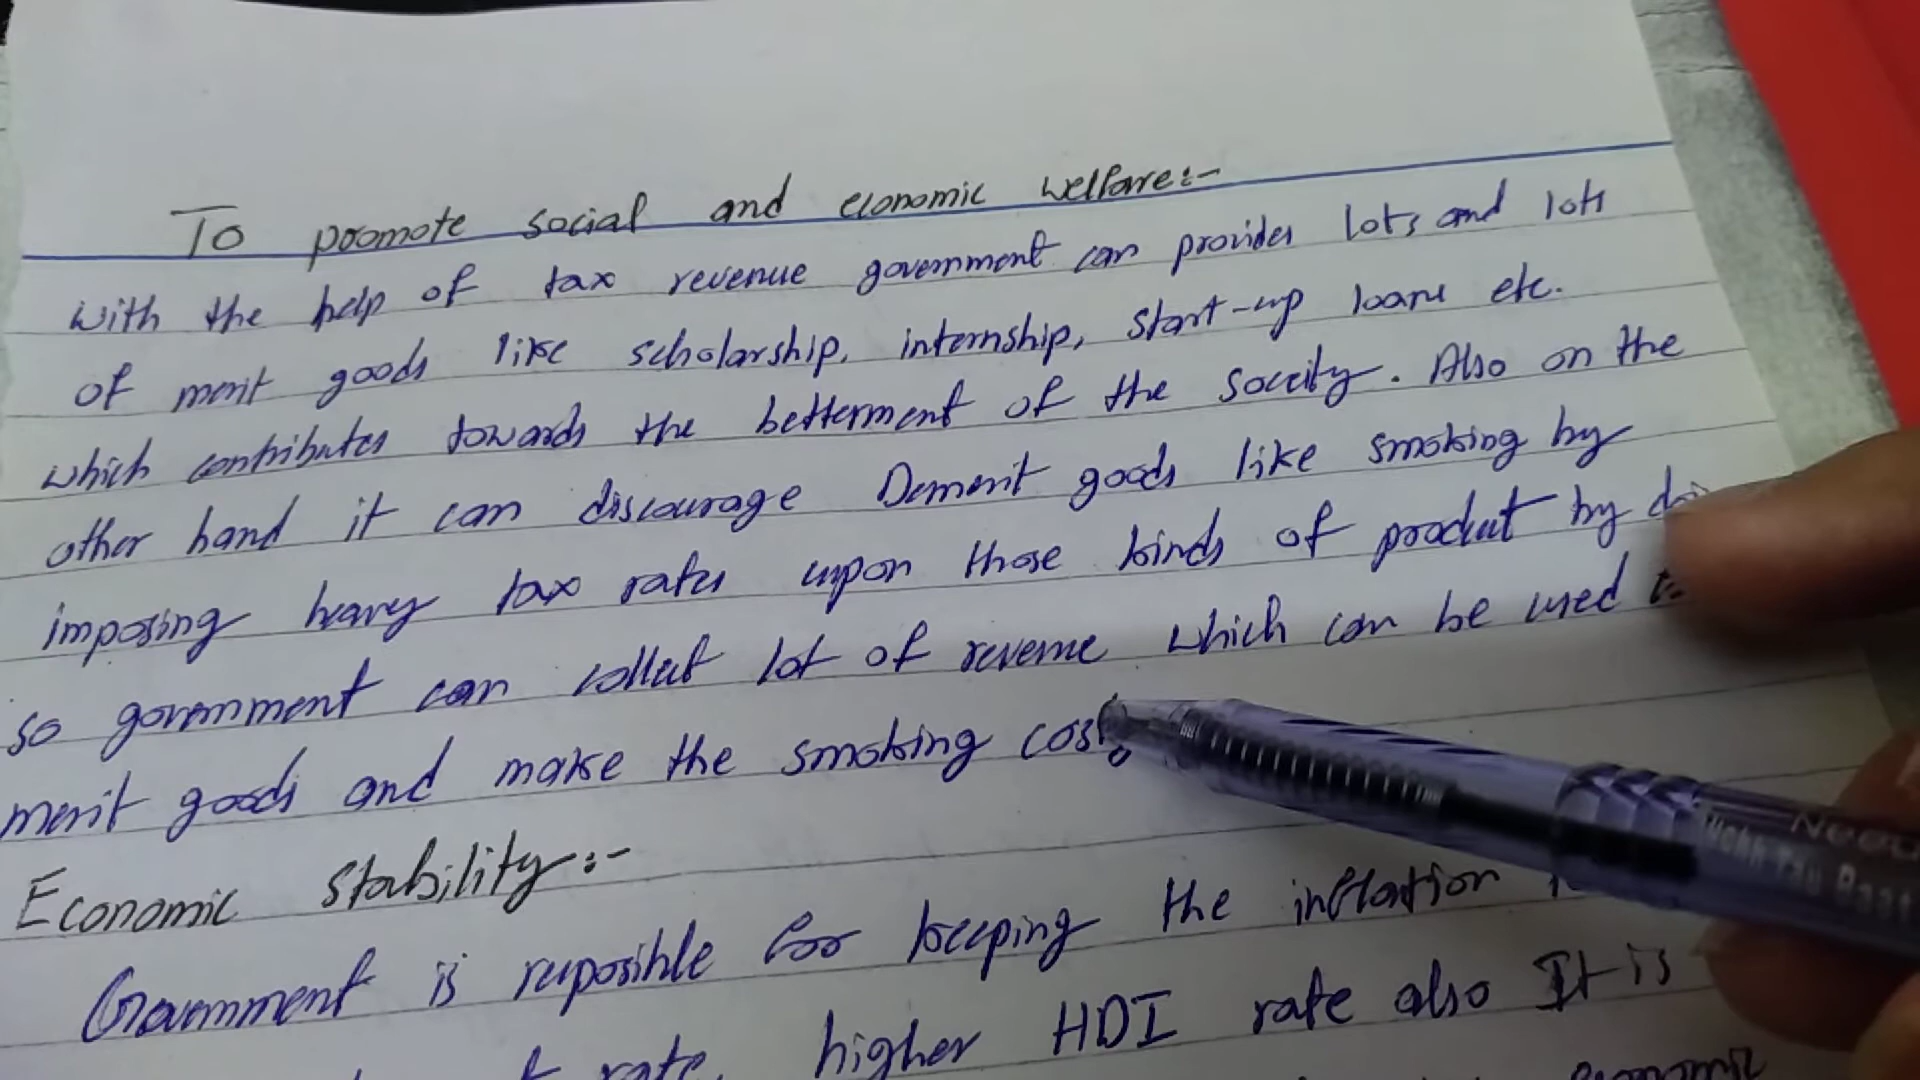 To promote social and economic welfare:-
with the help of tax revenue government can provides lots and lots
of merit goods like scholarship, internship, start-up loans etc.
which contributes towards the betterment of the soceity. Also on the
other hand it can discourage Demerit goods like smoking by
imposing heavy tax rates upon those kinds of product by
so government can collect lot of revenue which can be used
merit goods and make the smoking
Economic Stability:-
Government is resposible for keeping the inflation
rate, higher HDI rate also It is
economic